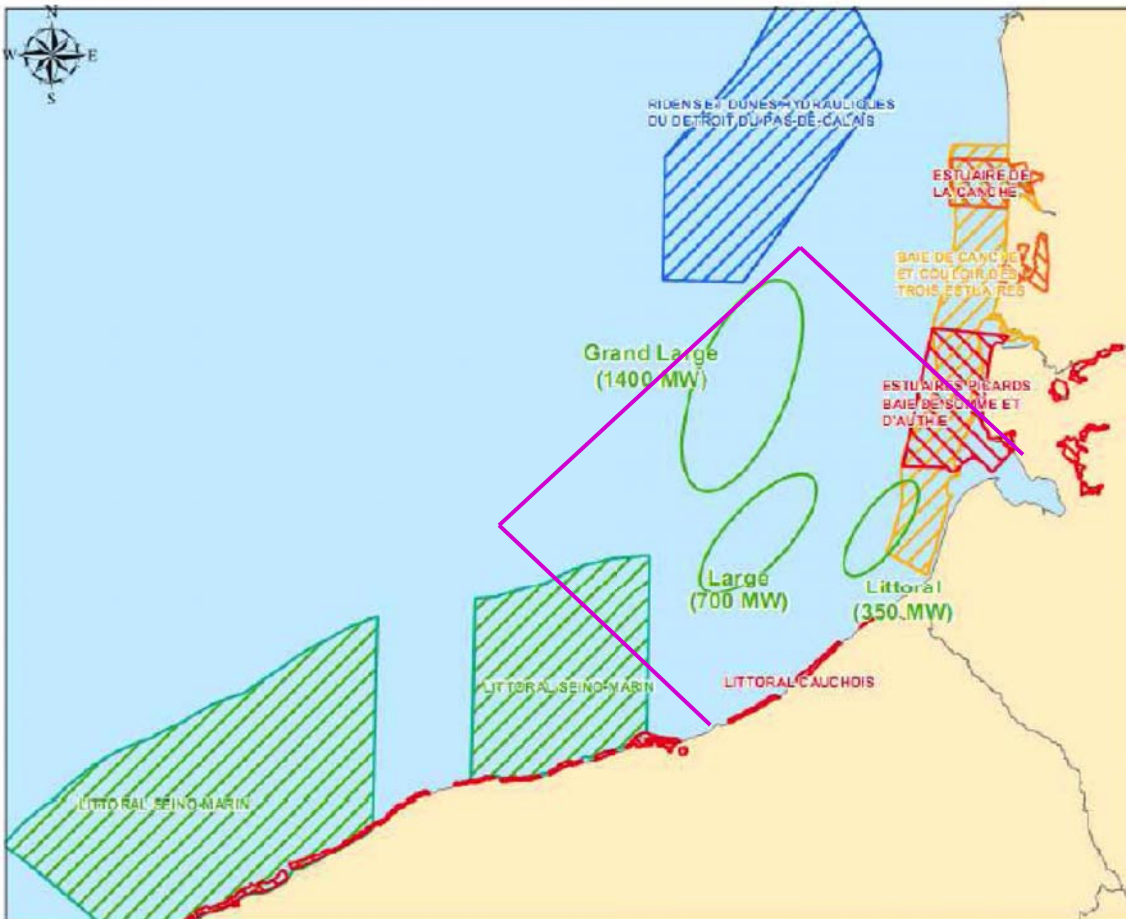 N
W E
S
RIDENS ET DUNES HYDRAULIQUES
DU DETROIT DU PAS-DE-CALAIS
ESTUAIRE DE
LA CANCHE
BAIE DE CANCHE
ET COULOIR DES
TROIS ESTUAIRES
Grand Large
(1400 MW)
ESTUAIRES PICARDS
BAIE DE SOMME ET
D'AUTHIE
Large
(700 MW)
Littoral
(350 MW)
LITTORAL SEINO-MARIN
LITTORAL CAUCHOIS
LITTORAL SEINO-MARIN